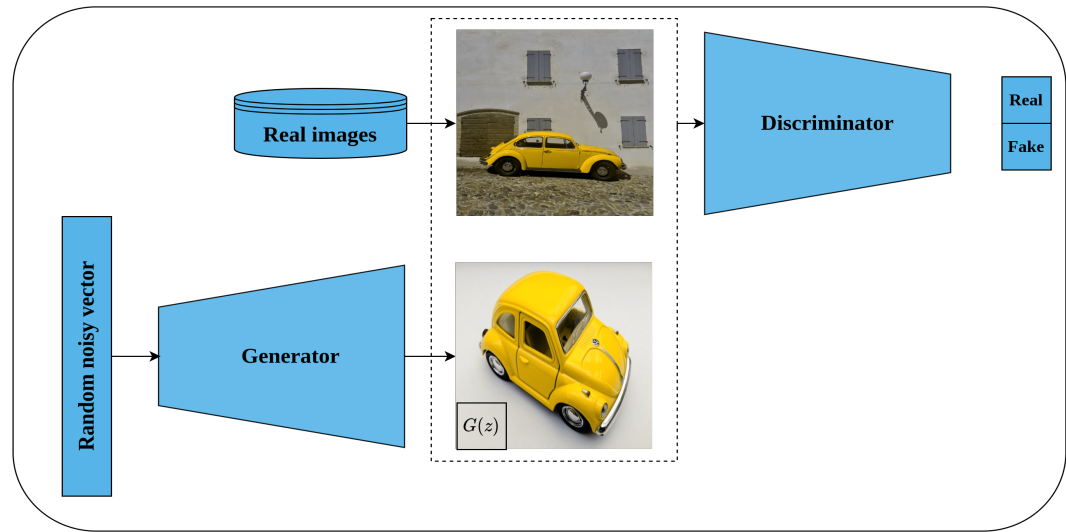 Real images
Discriminator
Real
Fake
Random noisy vector
Generator
G(z)